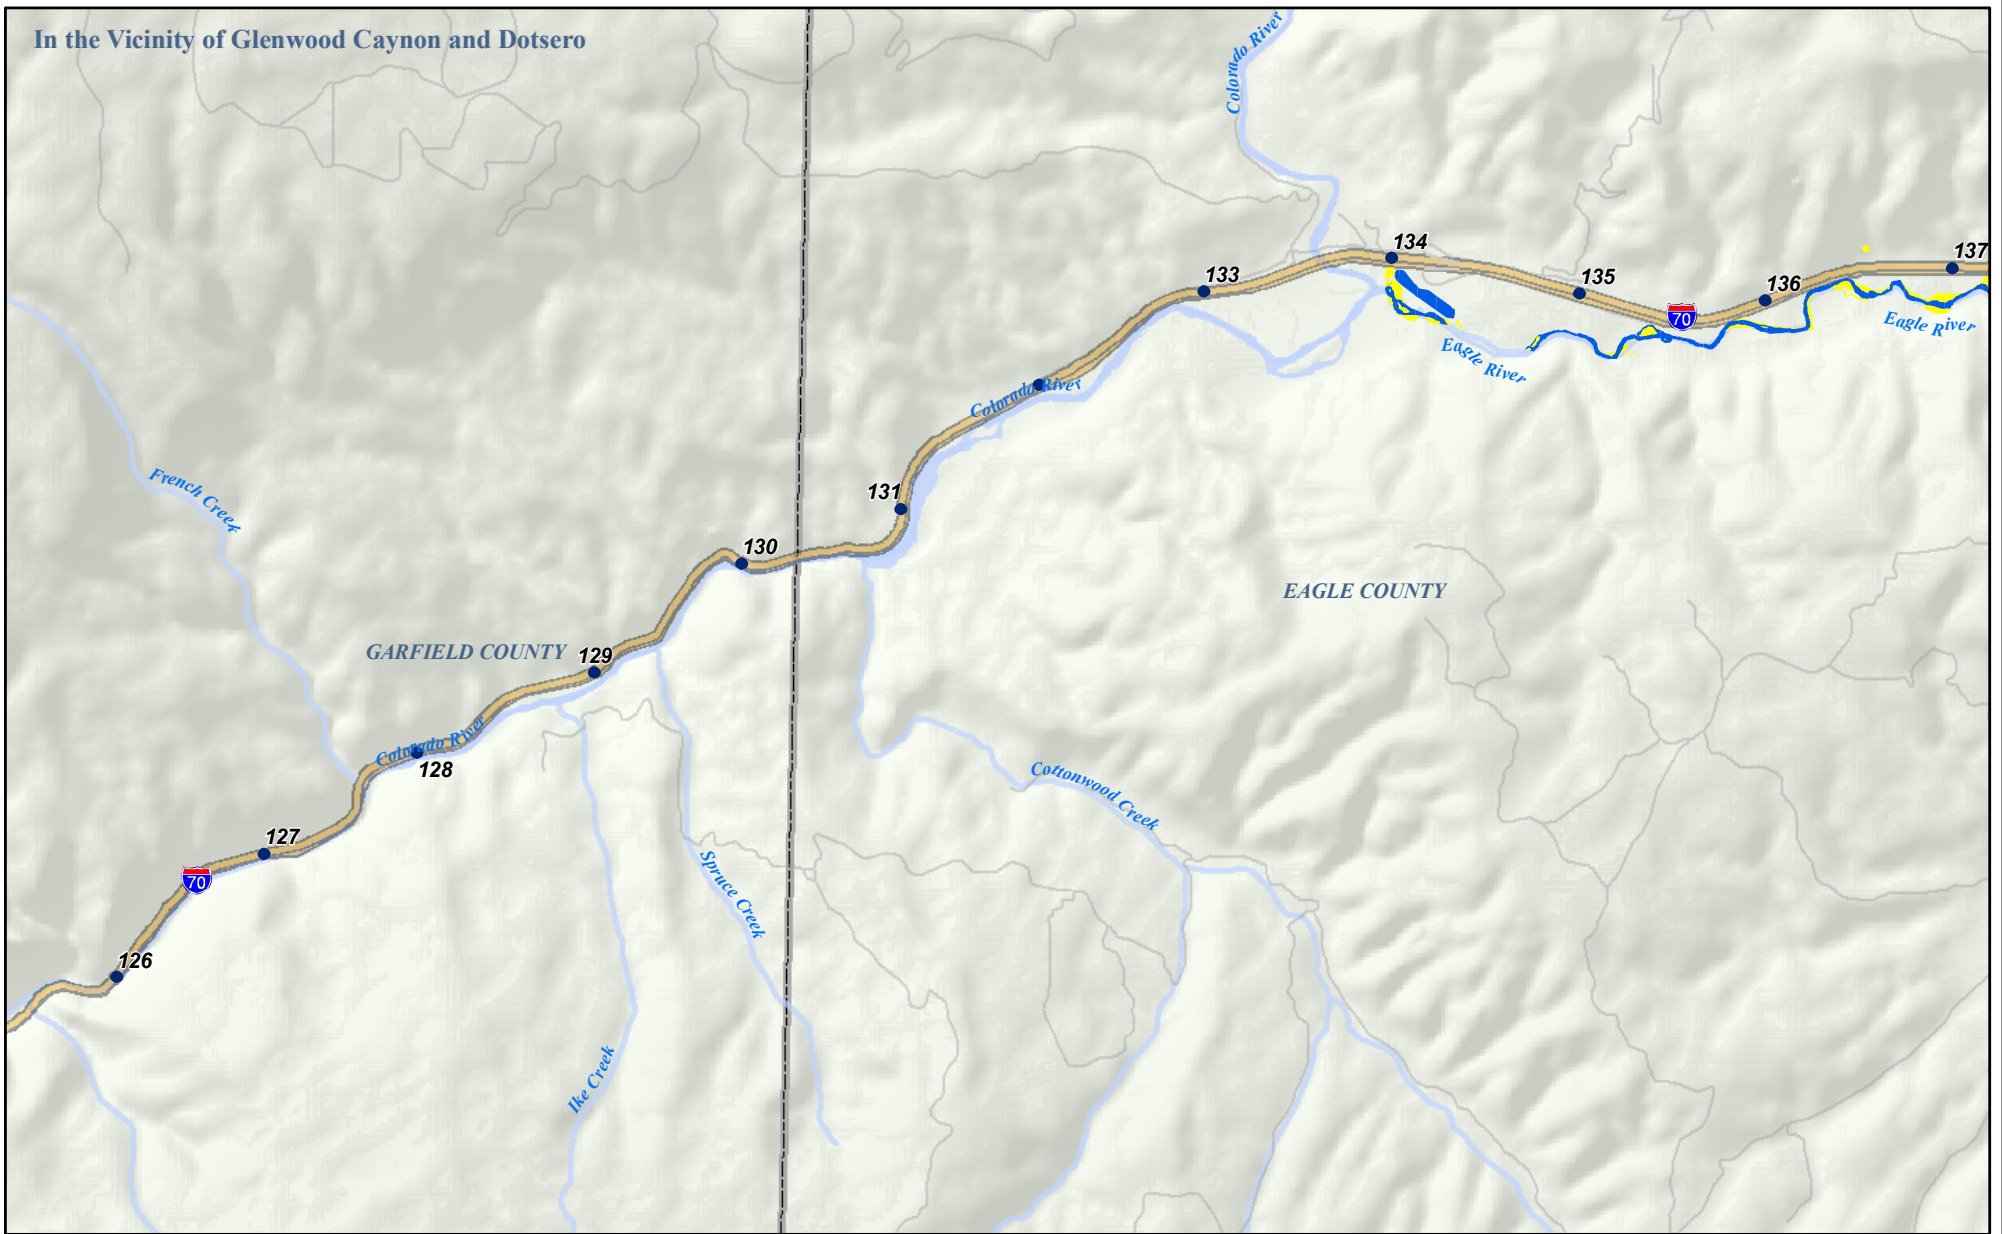 In the Vicinity of Glenwood Caynon and Dotsero
Colorado River
134
137
133
135
136
70
Eagle River
Eagle River
Colorado River
French Creek
131
130
EAGLE COUNTY
GARFIELD COUNTY
129
Colorado River
128
Cottonwood Creek
127
70
Spruce Creek
126
Ike Creek